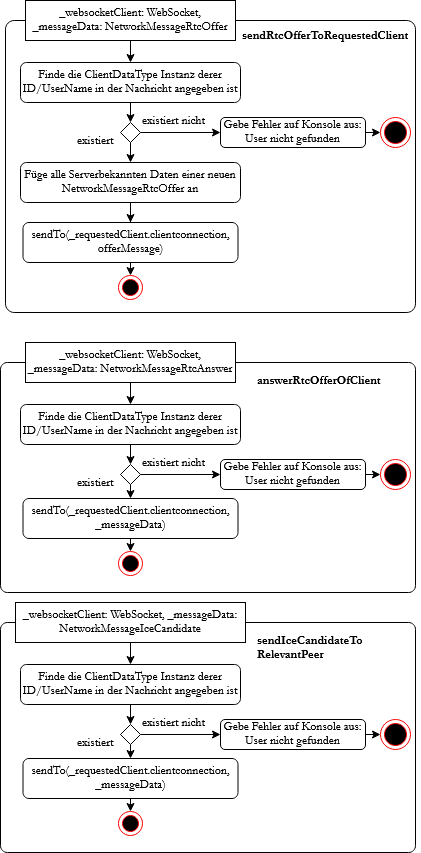 _websocketClient: WebSocket,
_messageData: NetworkMessageRtcOffer
sendRtcOfferToRequestedClient
Finde die ClientDataType Instanz derer
ID/UserName in der Nachricht angegeben ist
existiert nicht
Gebe Fehler auf Konsole aus:
User nicht gefunden
existiert
Füge alle Serverbekannten Daten einer neuen
NetworkMessageRtcOffer an
sendTo(_requestedClient.clientconnection,
offerMessage)
_websocketClient: WebSocket,
_messageData: NetworkMessageRtcAnswer
answerRtcOfferOfClient
Finde die ClientDataType Instanz derer
ID/UserName in der Nachricht angegeben ist
existiert nicht
Gebe Fehler auf Konsole aus:
User nicht gefunden
existiert
sendTo(_requestedClient.clientconnection,
_messageData)
_websocketClient: WebSocket, _messageData:
NetworkMessageIceCandidate
sendIceCandidateTo
RelevantPeer
Finde die ClientDataType Instanz derer
ID/UserName in der Nachricht angegeben ist
existiert nicht
Gebe Fehler auf Konsole aus:
User nicht gefunden
existiert
sendTo(_requestedClient.clientconnection,
_messageData)